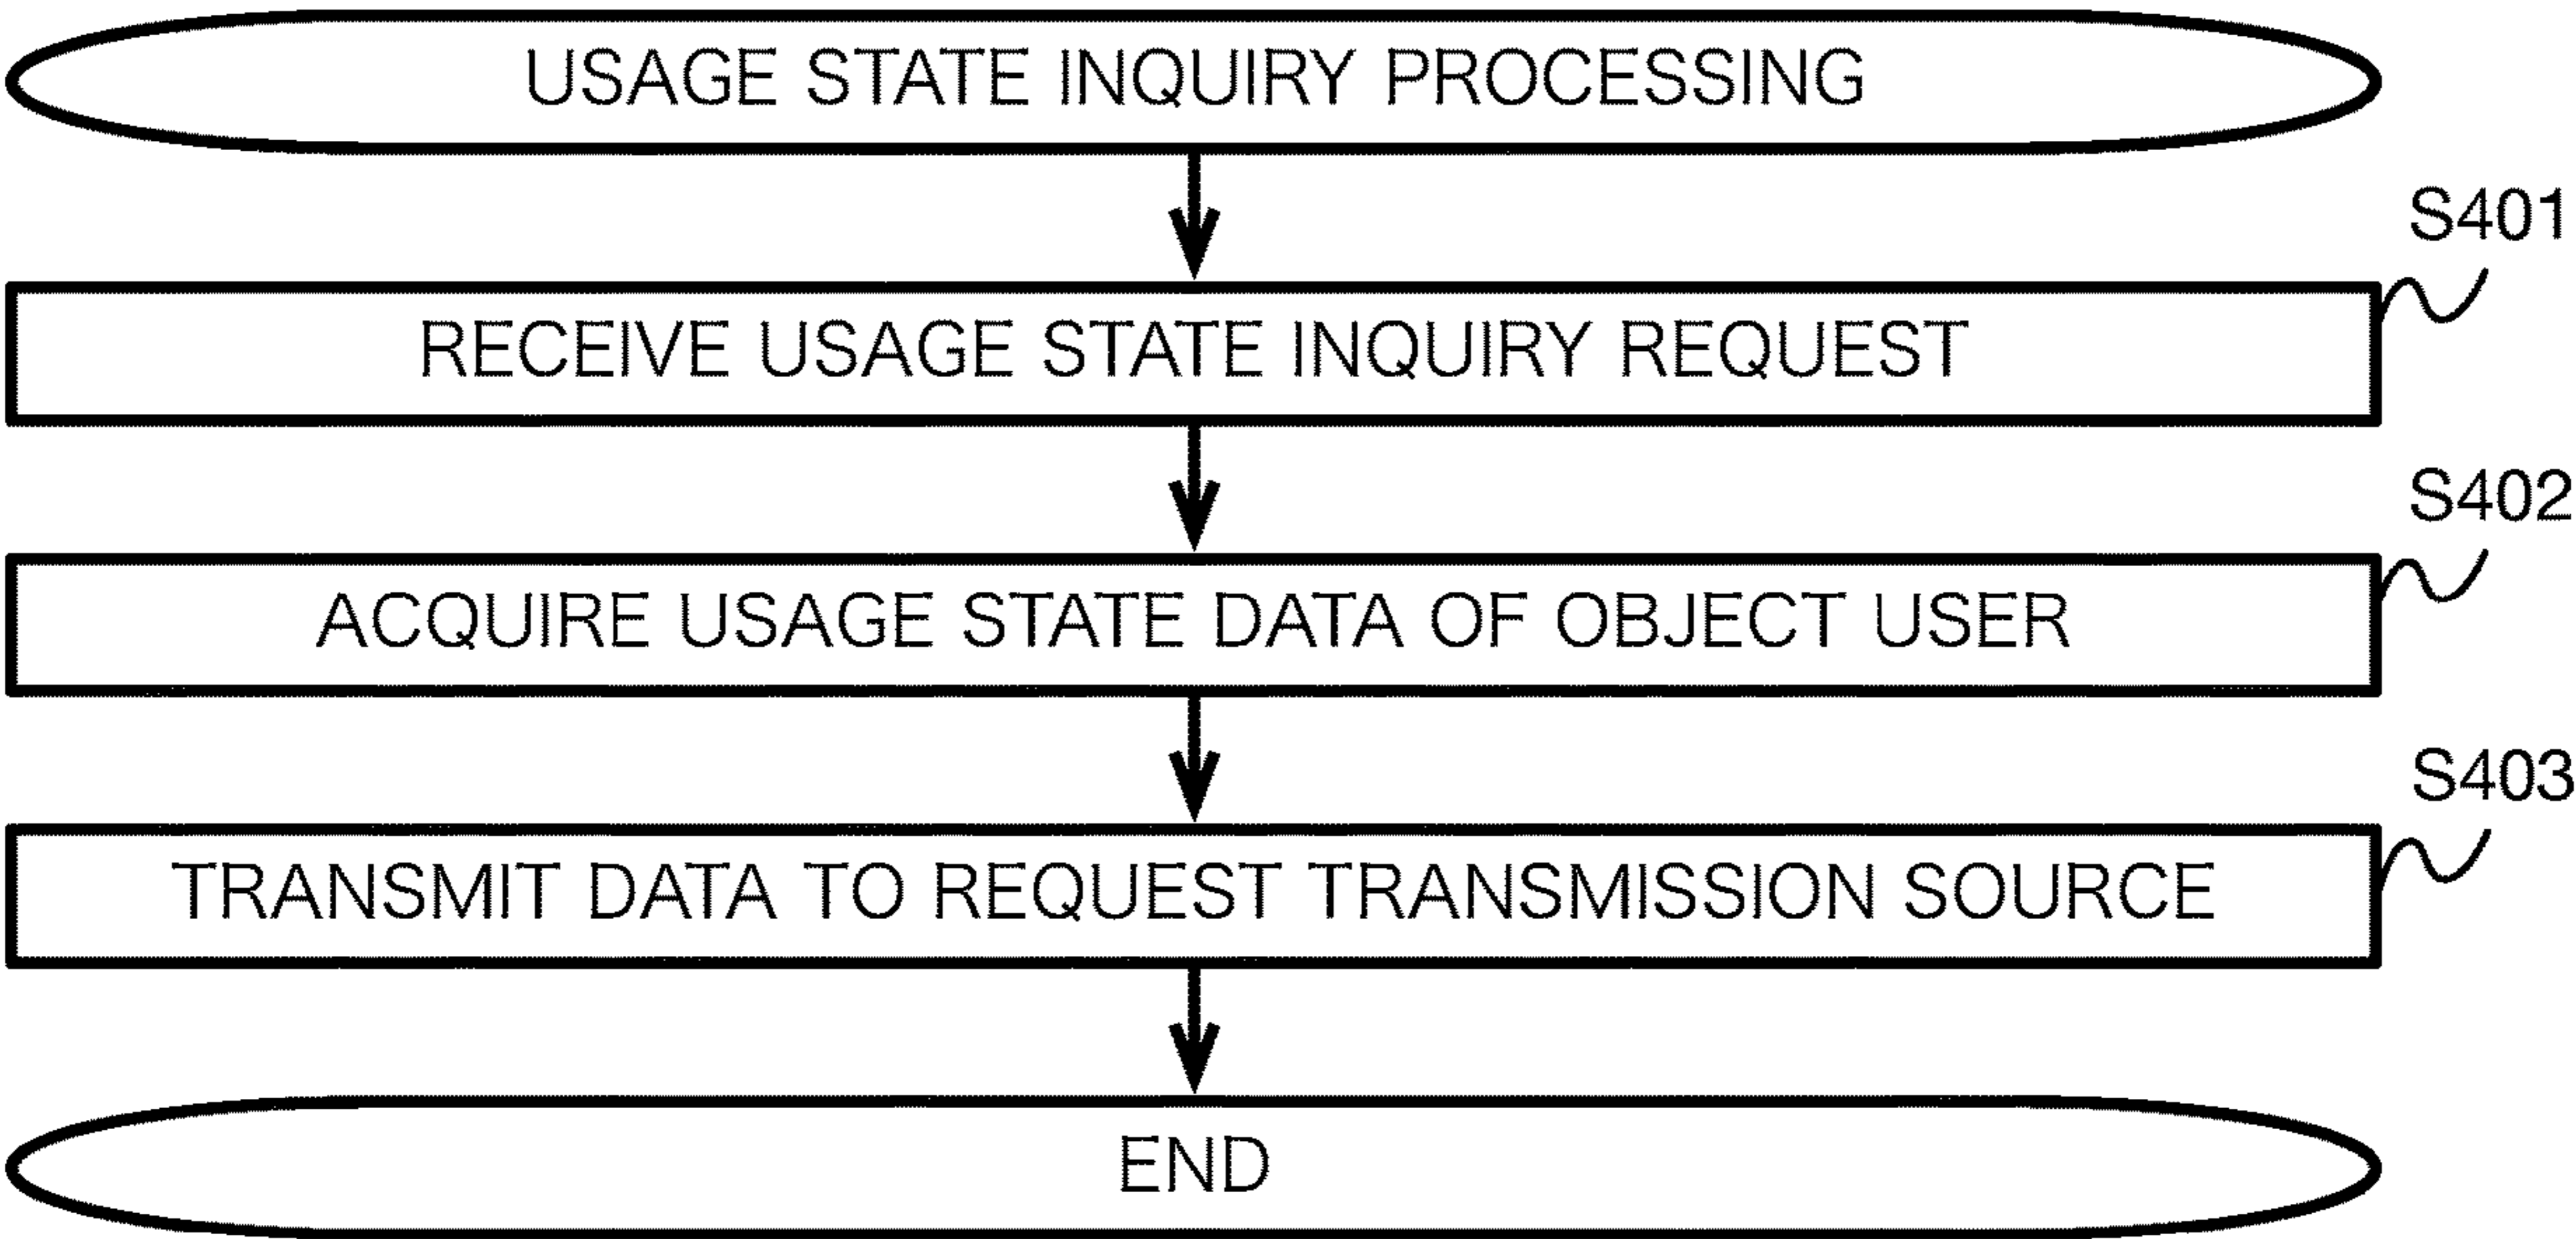 USAGE STATE INQUIRY PROCESSING
S401
RECEIVE USAGE STATE INQUIRY REQUEST
S402
ACQUIRE USAGE STATE DATA OF OBJECT USER
S403
TRANSMIT DATA TO REQUEST TRANSMISSION SOURCE
END